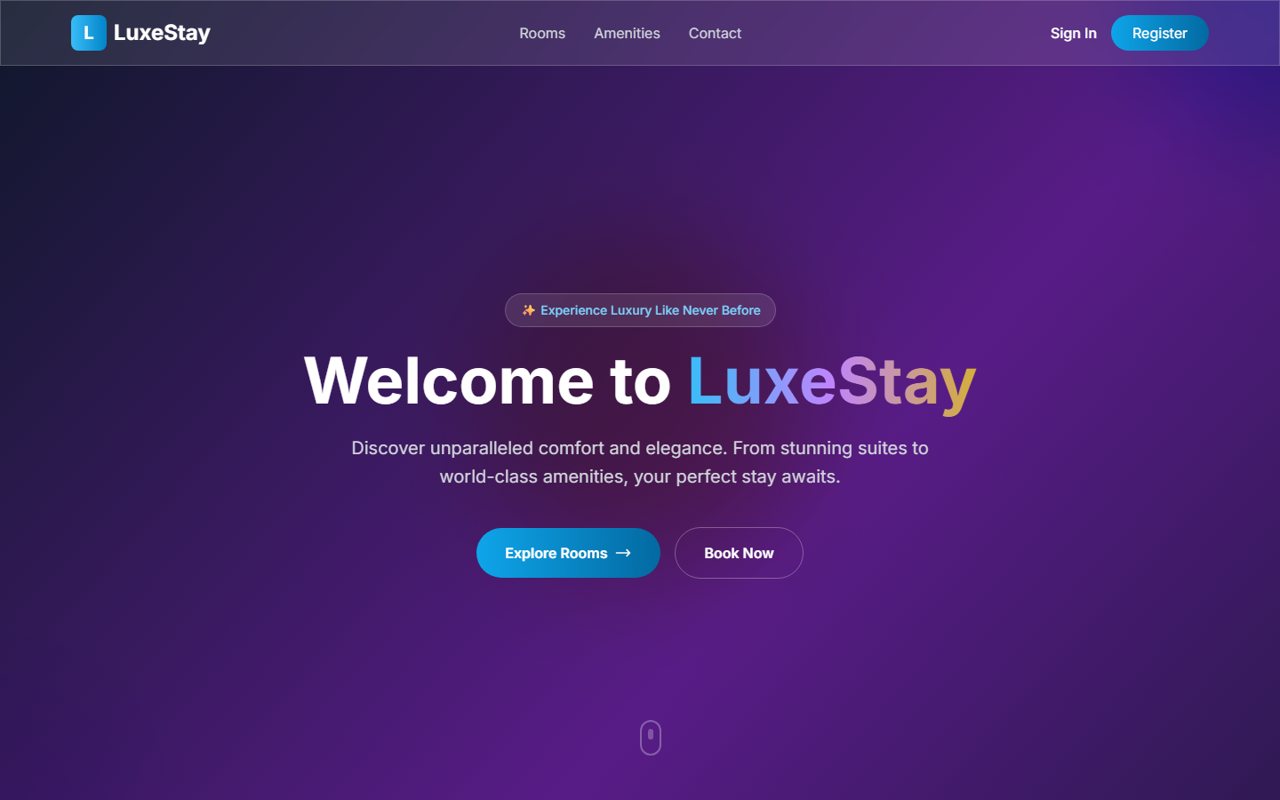 L LuxeStay
Rooms Amenities Contact
Sign In Register
✨ Experience Luxury Like Never Before
Welcome to LuxeStay
Discover unparalleled comfort and elegance. From stunning suites to
world-class amenities, your perfect stay awaits.
Explore Rooms →
Book Now